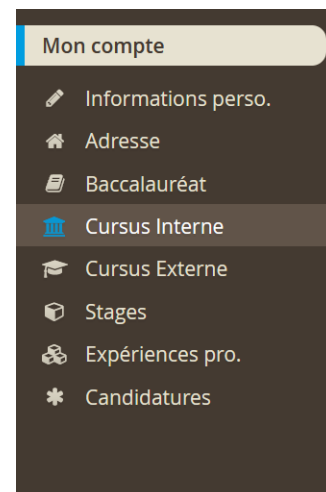 Mon compte
Informations perso.
Adresse
Baccalauréat
Cursus Interne
Cursus Externe
Stages
Expériences pro.
Candidatures